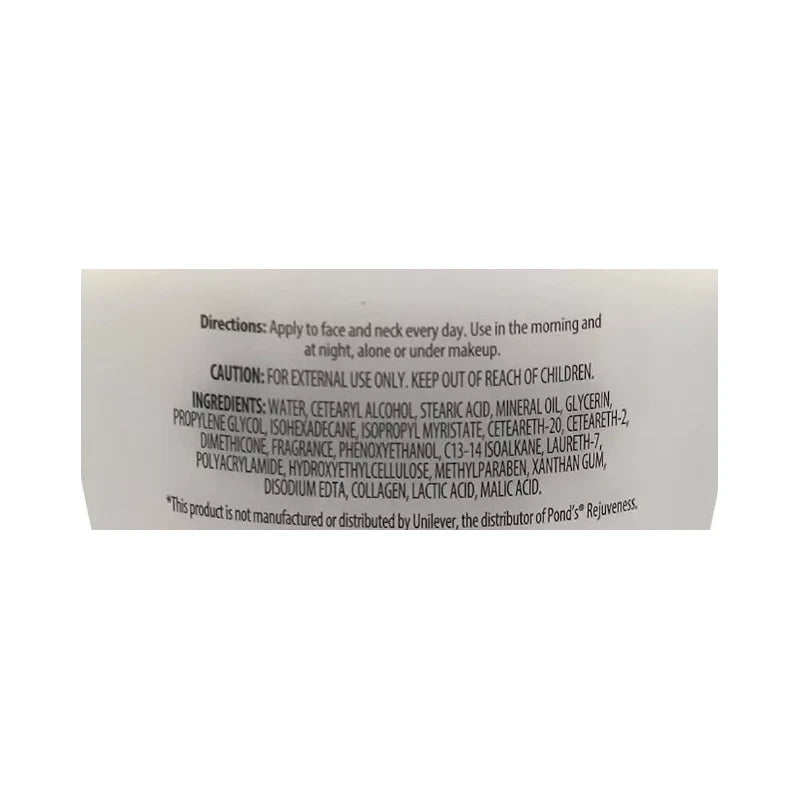 Directions: Apply to face and neck every day. Use in the morning and
at night, alone or under makeup.
CAUTION: FOR EXTERNAL USE ONLY. KEEP OUT OF REACH OF CHILDREN.
INGREDIENTS: WATER, CETEARYL ALCOHOL, STEARIC ACID, MINERAL OIL, GLYCERIN,
PROPYLENE GLYCOL, ISOHEXADECANE, ISOPROPYL MYRISTATE, CETEARETH-20, CETEARETH-2,
DIMETHICONE, FRAGRANCE, PHENOXYETHANOL, C13-14 ISOALKANE, LAURETH-7,
POLYACRYLAMIDE, HYDROXYETHYLCELLULOSE, METHYLPARABEN, XANTHAN GUM,
DISODIUM EDTA, COLLAGEN, LACTIC ACID, MALIC ACID.
*This product is not manufactured or distributed by Unilever, the distributor of Pond's® Rejuveness.